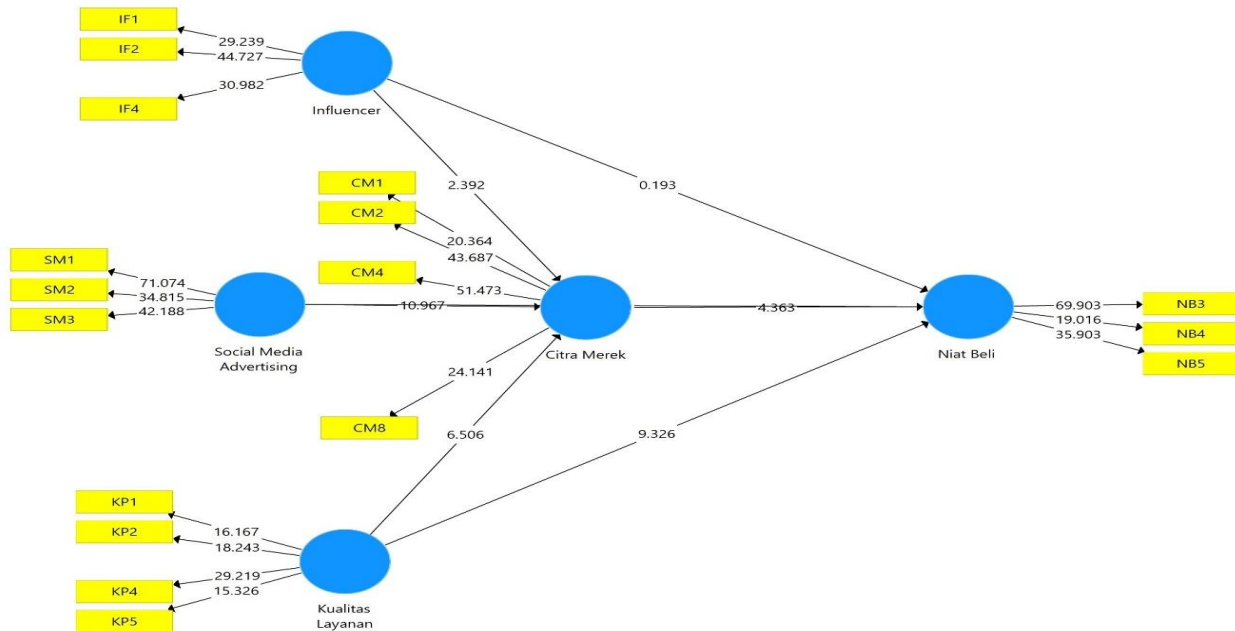 IF1
29.239
IF2
44.727
30.982
IF4
Influencer
CM1
2.392
0.193
CM2
20.364
43.687
SM1
CM4
71.074
51.473
SM2
34.815
10.967
4.363
69.903
NB3
SM3
42.188
19.016
NB4
Social Media
Advertising
Citra Merek
Niat Beli
35.903
NB5
24.141
CM8
6.506
9.326
KP1
16.167
KP2
18.243
29.219
KP4
15.326
KP5
Kualitas
Layanan